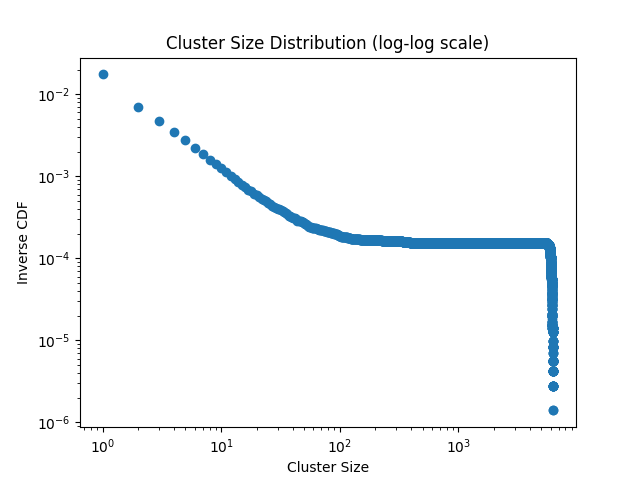 Cluster Size Distribution (log-log scale)
Inverse CDF
10⁻²
10⁻³
10⁻⁴
10⁻⁵
10⁻⁶
10⁰ 10¹ 10² 10³
Cluster Size